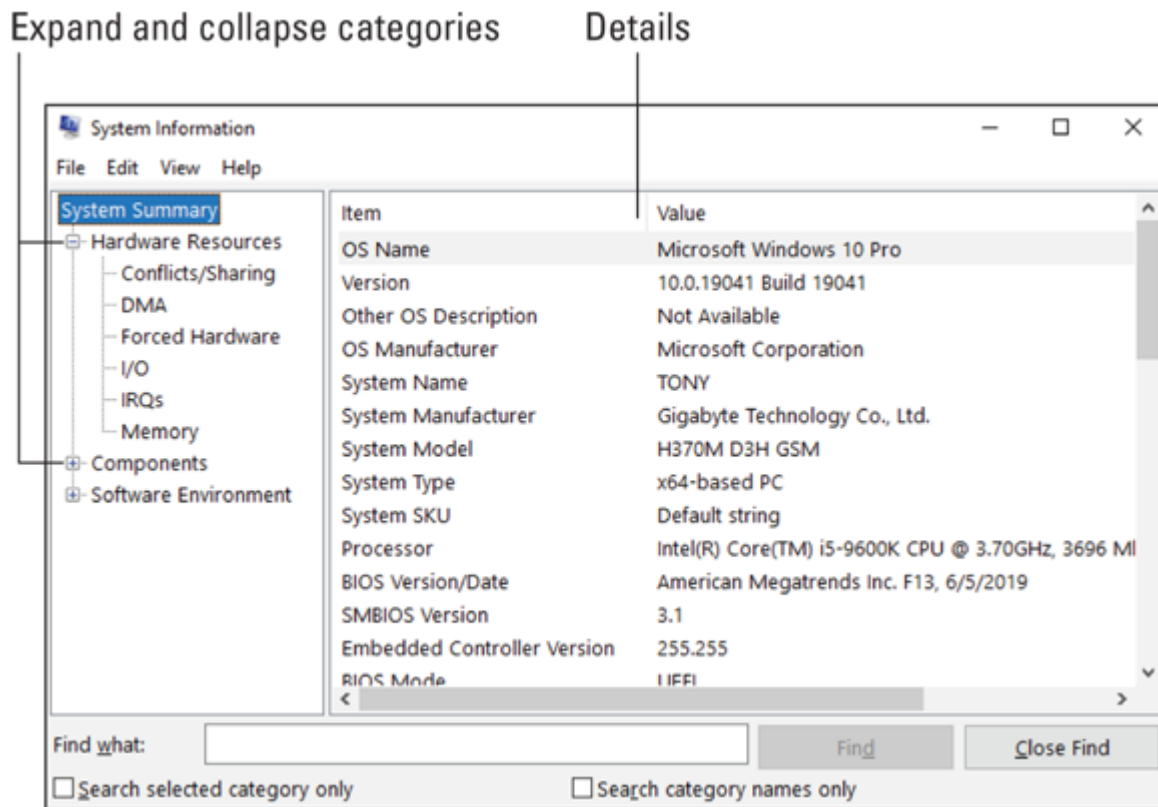 Expand and collapse categories Details
System Information
File Edit View Help
System Summary
Hardware Resources
Conflicts/Sharing
DMA
Forced Hardware
I/O
IRQs
Memory
Components
Software Environment
Item Value
OS Name Microsoft Windows 10 Pro
Version 10.0.19041 Build 19041
Other OS Description Not Available
OS Manufacturer Microsoft Corporation
System Name TONY
System Manufacturer Gigabyte Technology Co., Ltd.
System Model H370M D3H GSM
System Type x64-based PC
System SKU Default string
Processor Intel(R) Core(TM) i5-9600K CPU @ 3.70GHz, 3696
BIOS Version/Date American Megatrends Inc. F13, 6/5/2019
SMBIOS Version 3.1
Embedded Controller Version 255.255
BIOS Mode UEFI
Find what: Find Close Find
Search selected category only Search category names only